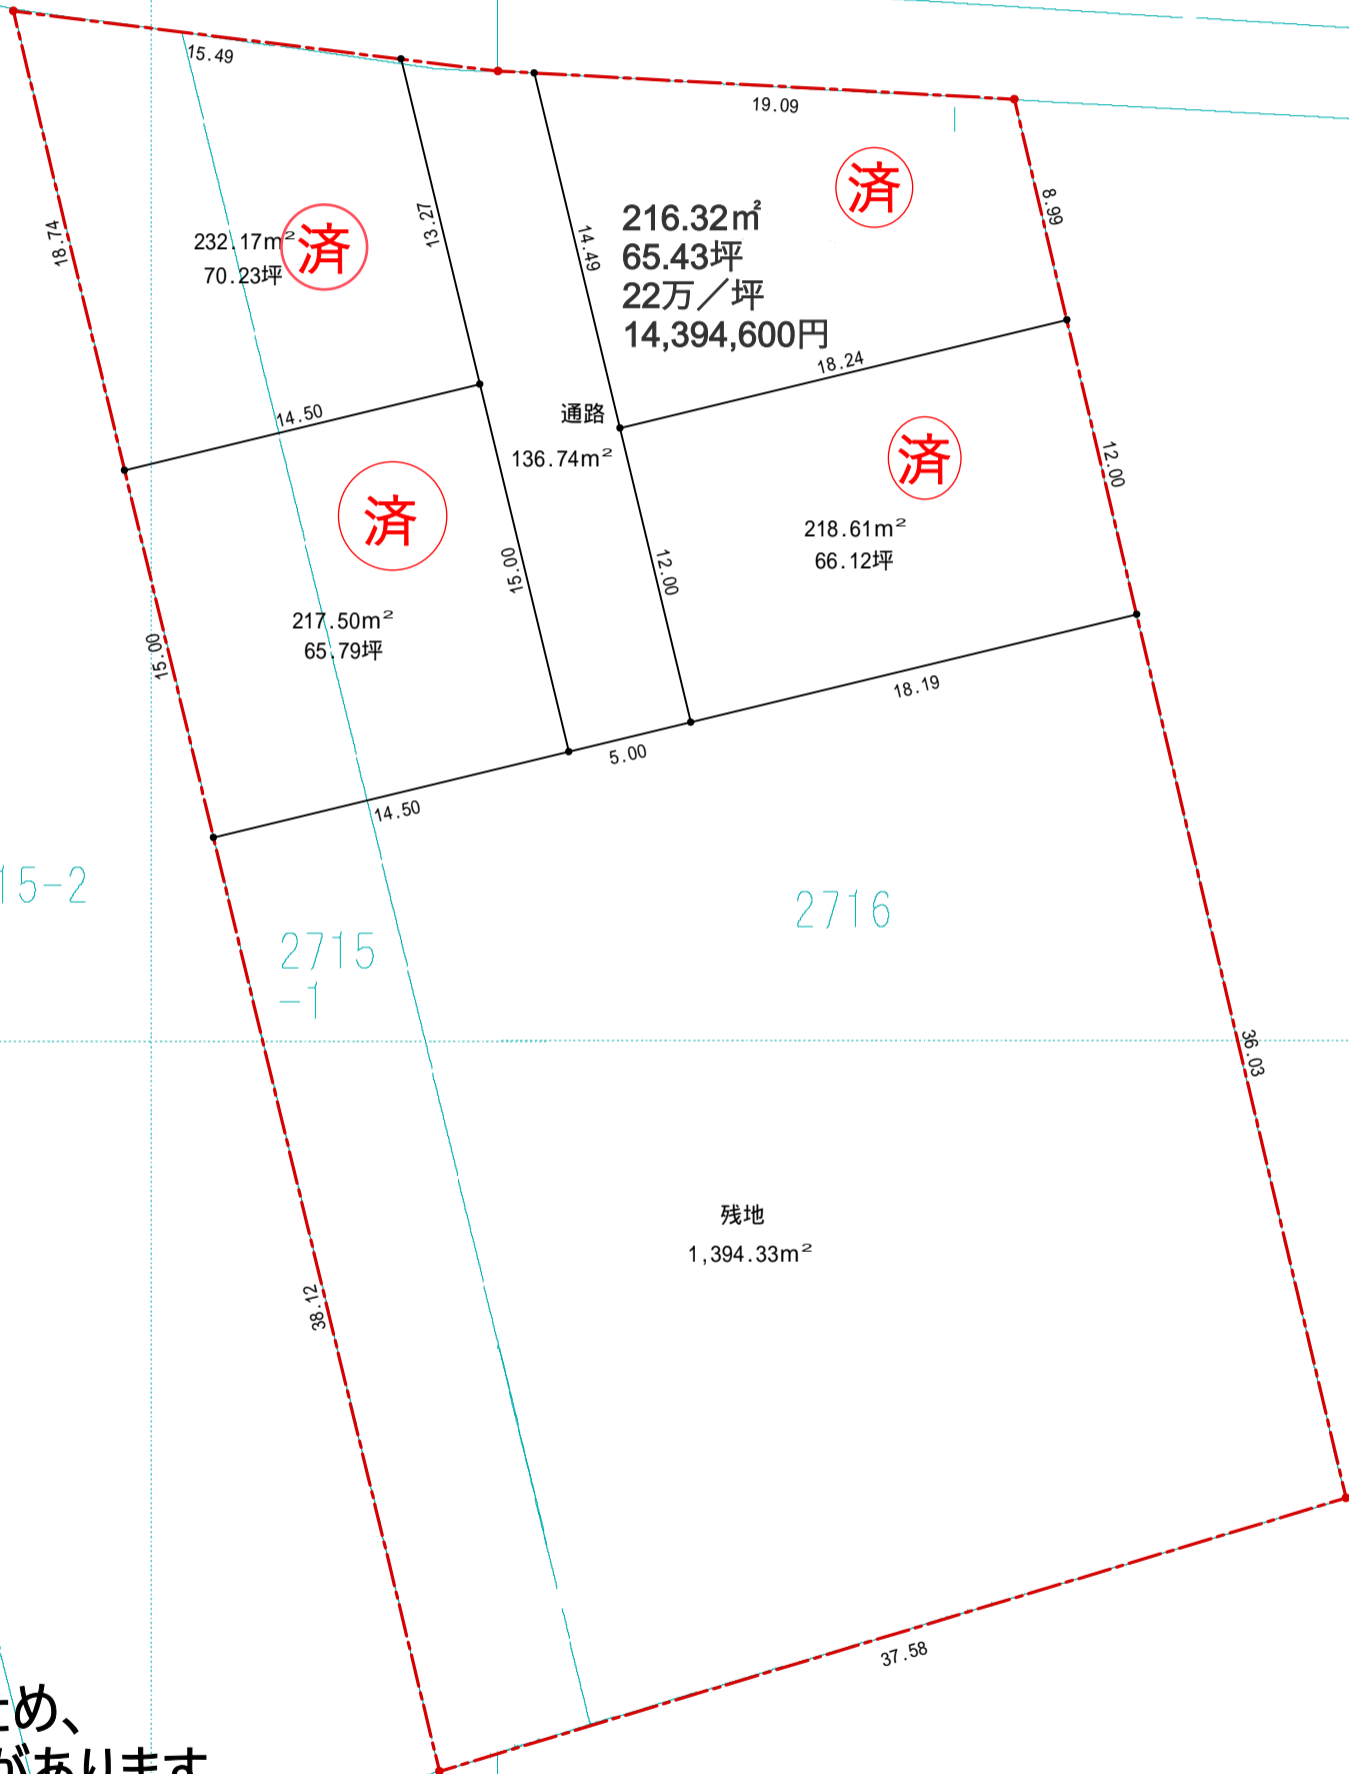 15.49
19.09
18.74
13.27
14.49
8.99
済
済
232.17m²
70.23坪
216.32㎡
65.43坪
22万／坪
14,394,600円
18.24
14.50
通路
136.74m²
12.00
済
済
218.61m²
66.12坪
15.00
12.00
217.50m²
65.79坪
15.00
18.19
5.00
14.50
15-2
2716
2715
-1
36.03
残地
1,394.33m²
38.12
37.58
ため、
があります